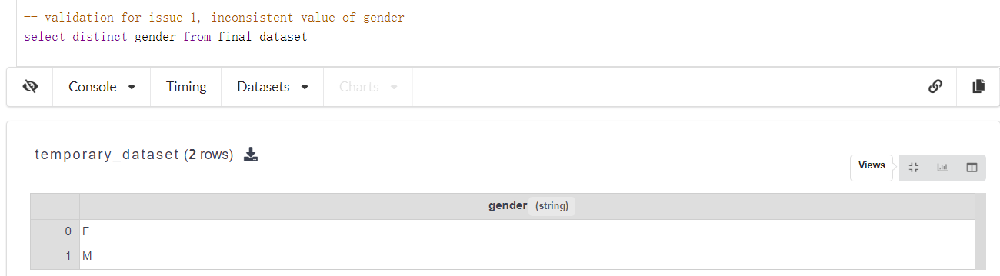 -- validation for issue 1, inconsistent value of gender
select distinct gender from final_dataset
Console Timing Datasets Charts
temporary_dataset (2 rows)
Views
gender (string)
0 F
1 M